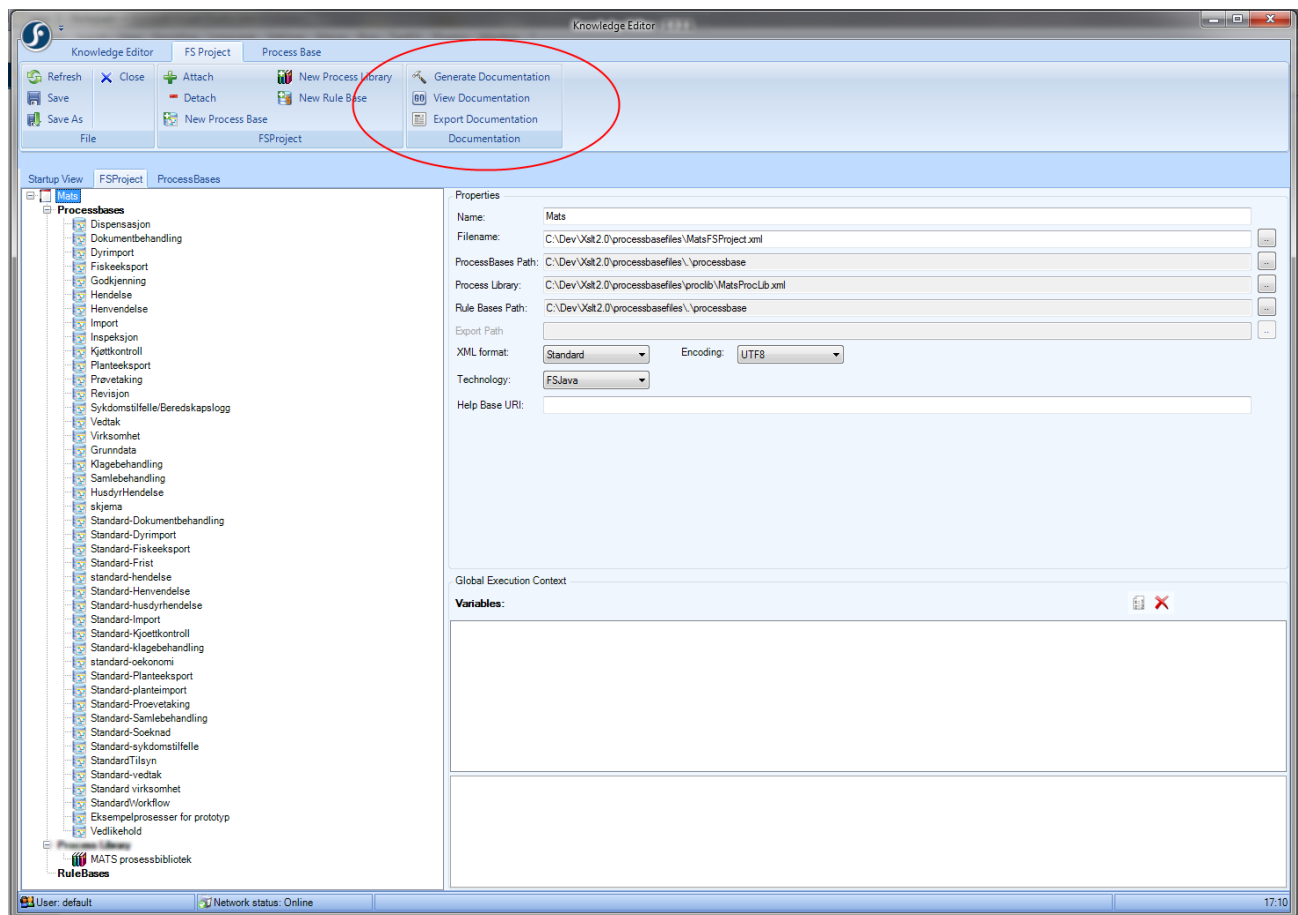 Knowledge Editor
Knowledge Editor FS Project Process Base
Refresh Close Attach New Process Library Generate Documentation
Save Detach New Rule Base View Documentation
Save As New Process Base Export Documentation
File FSProject Documentation
Startup View FSProject ProcessBases
Mats
Processbases
Dispensasjon
Dokumentbehandling
Dyrimport
Fiskeeksport
Godkjenning
Hendelse
Henvendelse
Import
Inspeksjon
Kjøttkontroll
Planteeksport
Prøvetaking
Revisjon
Sykdomstilfelle/Beredskapslogg
Vedtak
Virksomhet
Grunndata
Klagebehandling
Samlebehandling
HusdyrHendelse
skjema
Standard-Dokumentbehandling
Standard-Dyrimport
Standard-Fiskeeksport
Standard-Frist
standard-hendelse
Standard-Henvendelse
Standard-husdyrhendelse
Standard-Import
Standard-Kjoettkontroll
Standard-klagebehandling
standard-oekonomi
Standard-Planteeksport
Standard-planteimport
Standard-Proevetaking
Standard-Samlebehandling
Standard-Soeknad
Standard-sykdomstilfelle
StandardTilsyn
Standard-vedtak
Standard virksomhet
StandardWorkflow
Eksempelprosesser for prototyp
Vedlikehold
Process Library
MATS prosessbibliotek
RuleBases
Properties
Name: Mats
Filename: C:\Dev\Xslt2.0\processbasefiles\MatsFSProject.xml ..
ProcessBases Path: C:\Dev\Xslt2.0\processbasefiles\.\processbase ..
Process Library: C:\Dev\Xslt2.0\processbasefiles\proclib\MatsProcLib.xml ..
Rule Bases Path: C:\Dev\Xslt2.0\processbasefiles\.\processbase ..
Export Path ..
XML format: Standard Encoding: UTF8
Technology: FSJava
Help Base URI:
Global Execution Context
Variables:
User: default Network status: Online 17:10